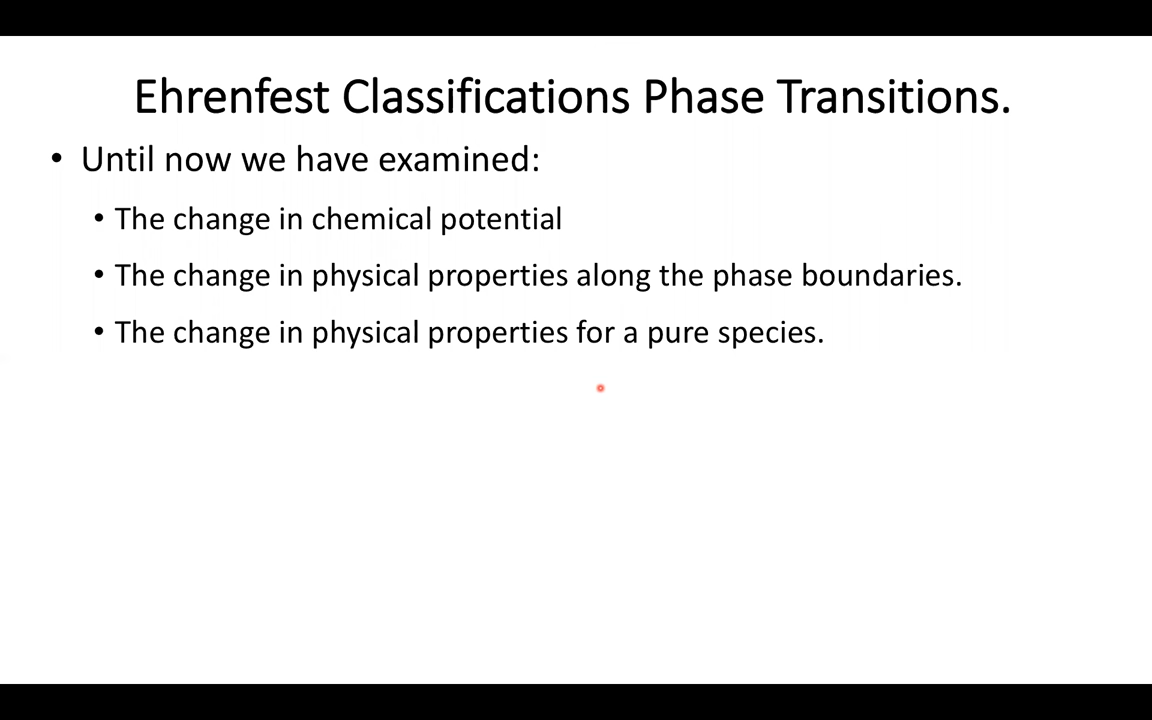 Ehrenfest Classifications Phase Transitions.
• Until now we have examined:
• The change in chemical potential
• The change in physical properties along the phase boundaries.
• The change in physical properties for a pure species.